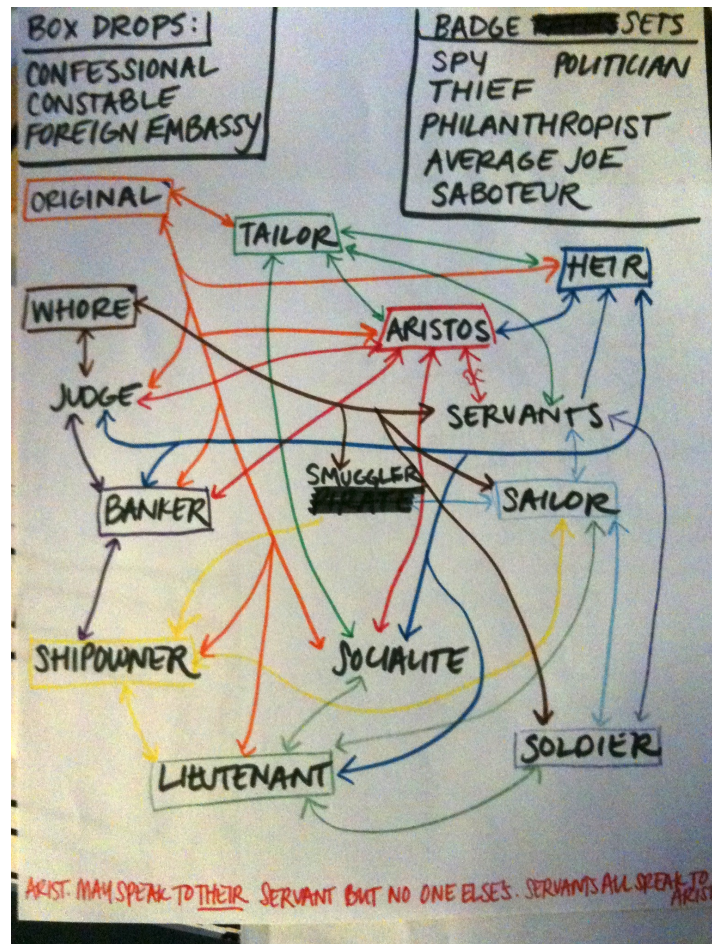 BOX DROPS:
CONFESSIONAL
CONSTABLE
FOREIGN EMBASSY
BADGE SETS
SPY POLITICIAN
THIEF
PHILANTHROPIST
AVERAGE JOE
SABOTEUR
ORIGINAL
TAILOR
HEIR
WHORE
ARISTOS
JUDGE
SERVANTS
SMUGGLER
BANKER
SAILOR
SHIPOWNER
SOCIALITE
SOLDIER
LIEUTENANT
ARIST. MAY SPEAK TO THEIR SERVANT BUT NO ONE ELSE'S. SERVANTS ALL SPEAK TO
ARIST